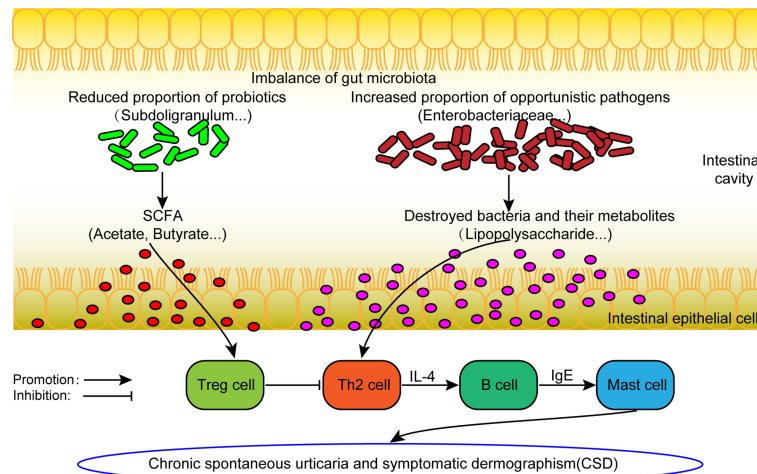 Imbalance of gut microbiota
Reduced proportion of probiotics
(Subdoligranulum...)
Increased proportion of opportunistic pathogens
(Enterobacteriaceae...)
Intestinal
cavity
SCFA
(Acetate, Butyrate...)
Destroyed bacteria and their metabolites
(Lipopolysaccharide...)
Intestinal epithelial cell
Promotion:
Inhibition:
Treg cell
Th2 cell
IL-4
B cell
IgE
Mast cell
Chronic spontaneous urticaria and symptomatic dermographism(CSD)